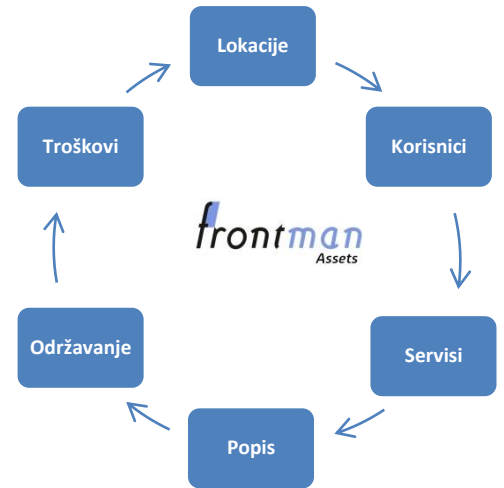 Lokacije
Korisnici
Servisi
Popis
Održavanje
Troškovi
frontman
Assets